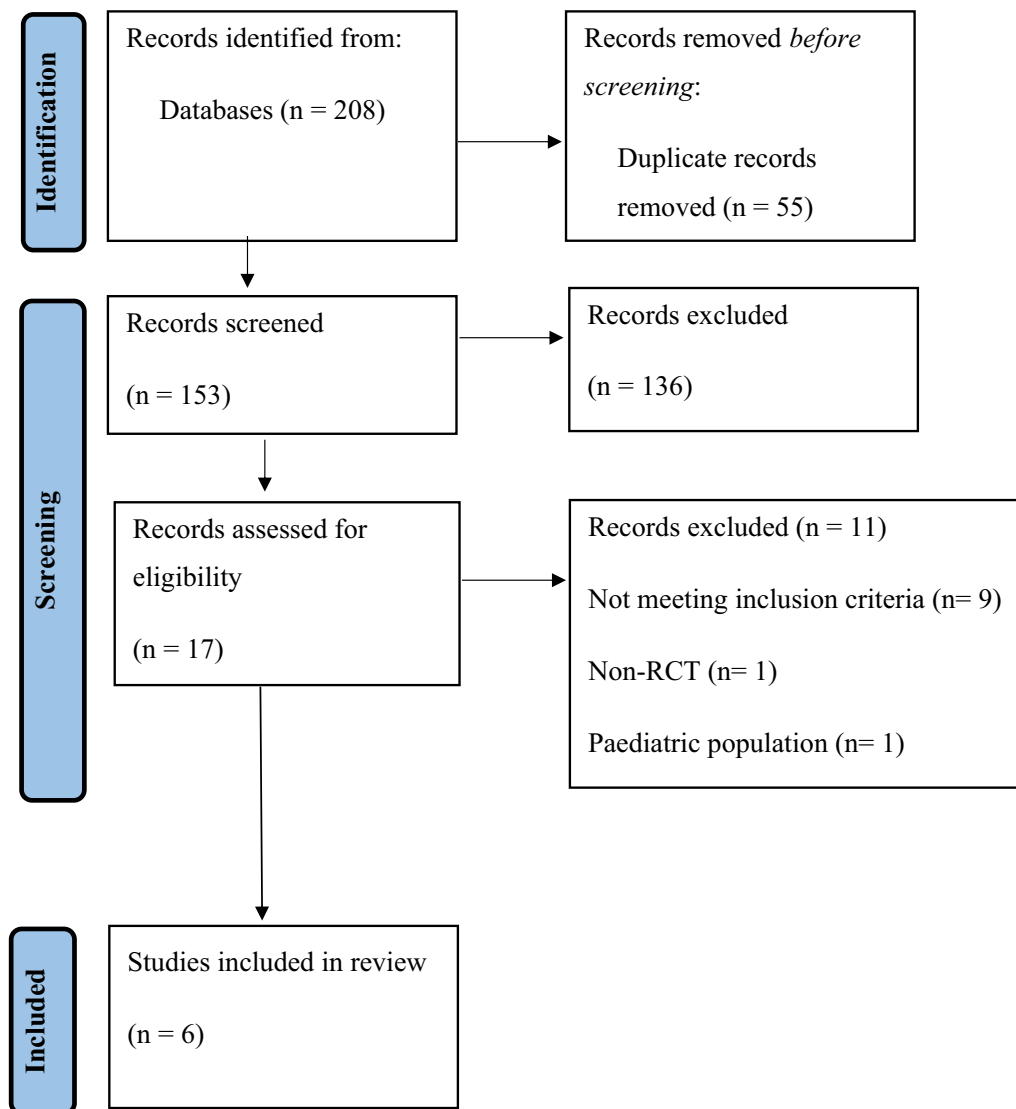 Identification
Records identified from:
Databases (n = 208)
Records removed before
screening:
Duplicate records
removed (n = 55)
Screening
Records screened
(n = 153)
Records excluded
(n = 136)
Records assessed for
eligibility
(n = 17)
Records excluded (n = 11)
Not meeting inclusion criteria (n= 9)
Non-RCT (n= 1)
Paediatric population (n= 1)
Included
Studies included in review
(n = 6)